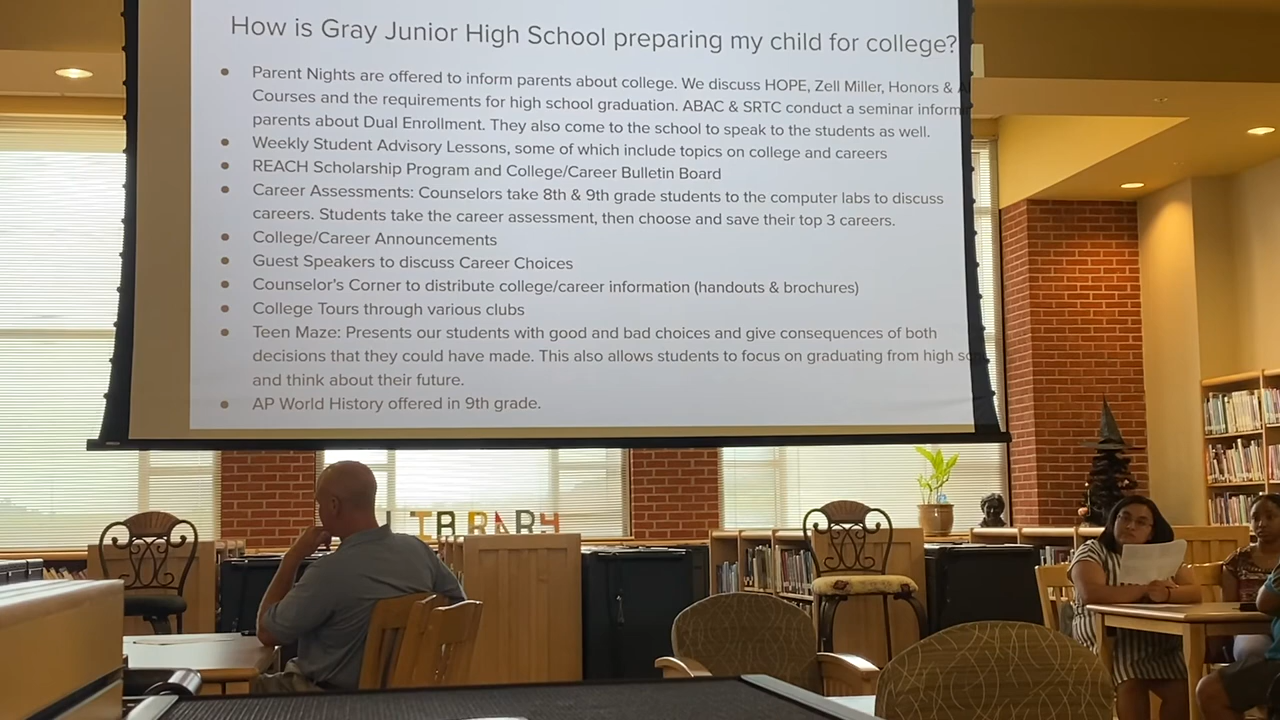 How is Gray Junior High School preparing my child for college?
Parent Nights are offered to inform parents about college. We discuss HOPE, Zell Miller, Honors &
Courses and the requirements for high school graduation. ABAC & SRTC conduct a seminar inform
parents about Dual Enrollment. They also come to the school to speak to the students as well.
Weekly Student Advisory Lessons, some of which include topics on college and careers
REACH Scholarship Program and College/Career Bulletin Board
Career Assessments: Counselors take 8th & 9th grade students to the computer labs to discuss
careers. Students take the career assessment, then choose and save their top 3 careers.
College/Career Announcements
Guest Speakers to discuss Career Choices
Counselor's Corner to distribute college/career information (handouts & brochures)
College Tours through various clubs
Teen Maze: Presents our students with good and bad choices and give consequences of both
decisions that they could have made. This also allows students to focus on graduating from high
and think about their future.
AP World History offered in 9th grade.
LIBRARY